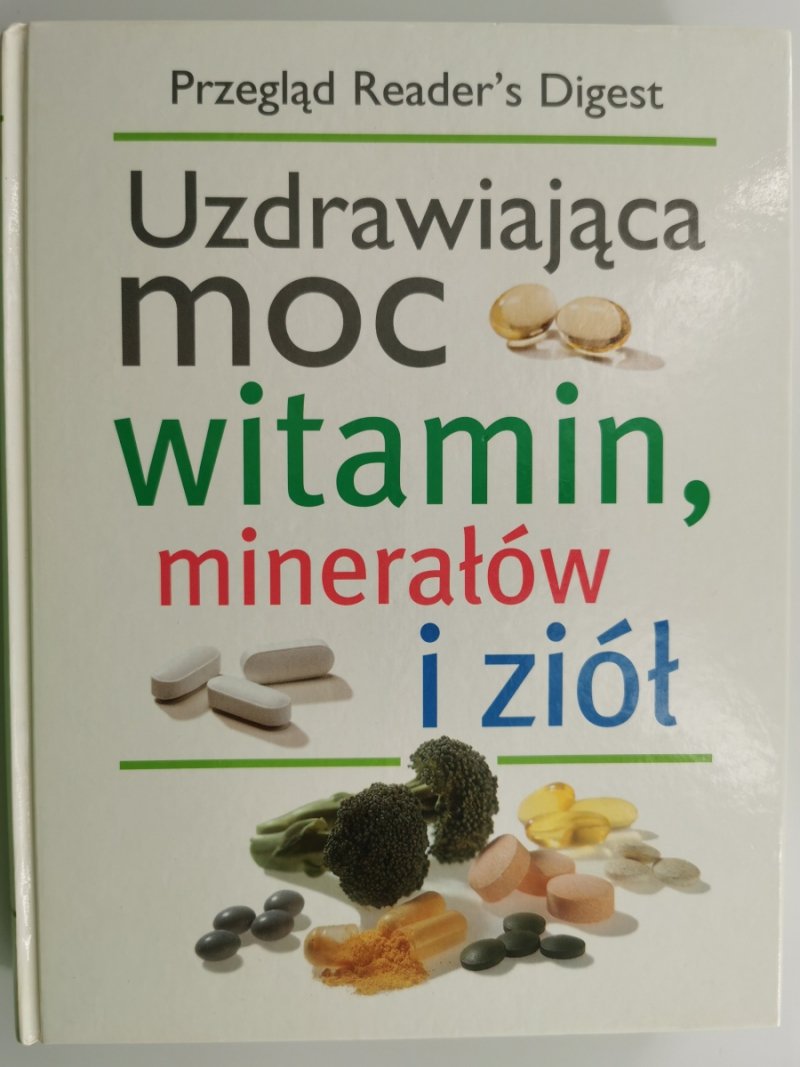 Przegląd Reader's Digest
Uzdrawiająca
moc
witamin,
minerałów
i ziół